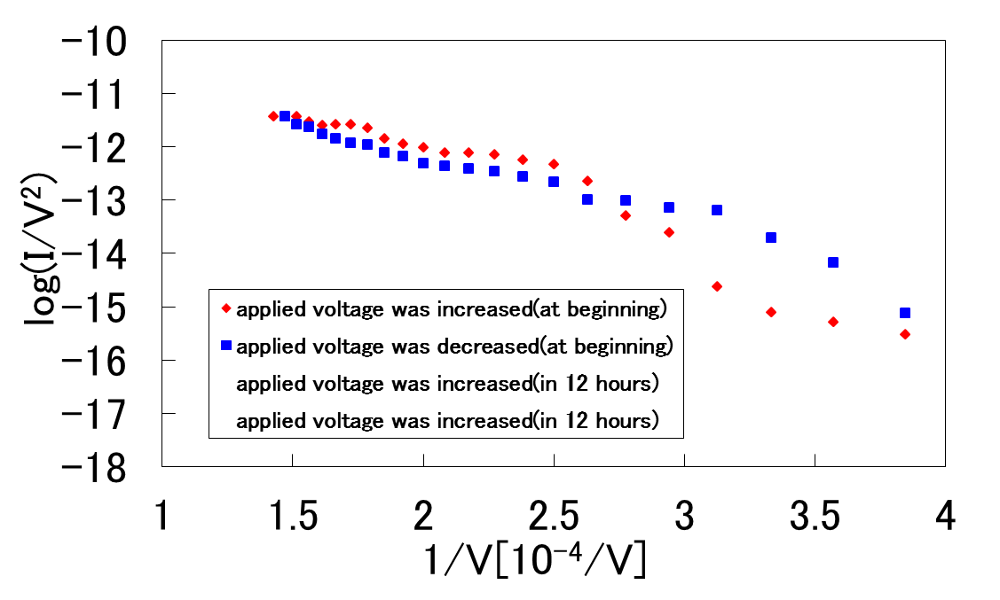 −10
−11
−12
−13
−14
−15
−16
−17
−18
log(I/V²)
applied voltage was increased(at beginning)
applied voltage was decreased(at beginning)
applied voltage was increased(in 12 hours)
applied voltage was increased(in 12 hours)
1 1.5 2 2.5 3 3.5 4
1/V[10⁻⁴/V]